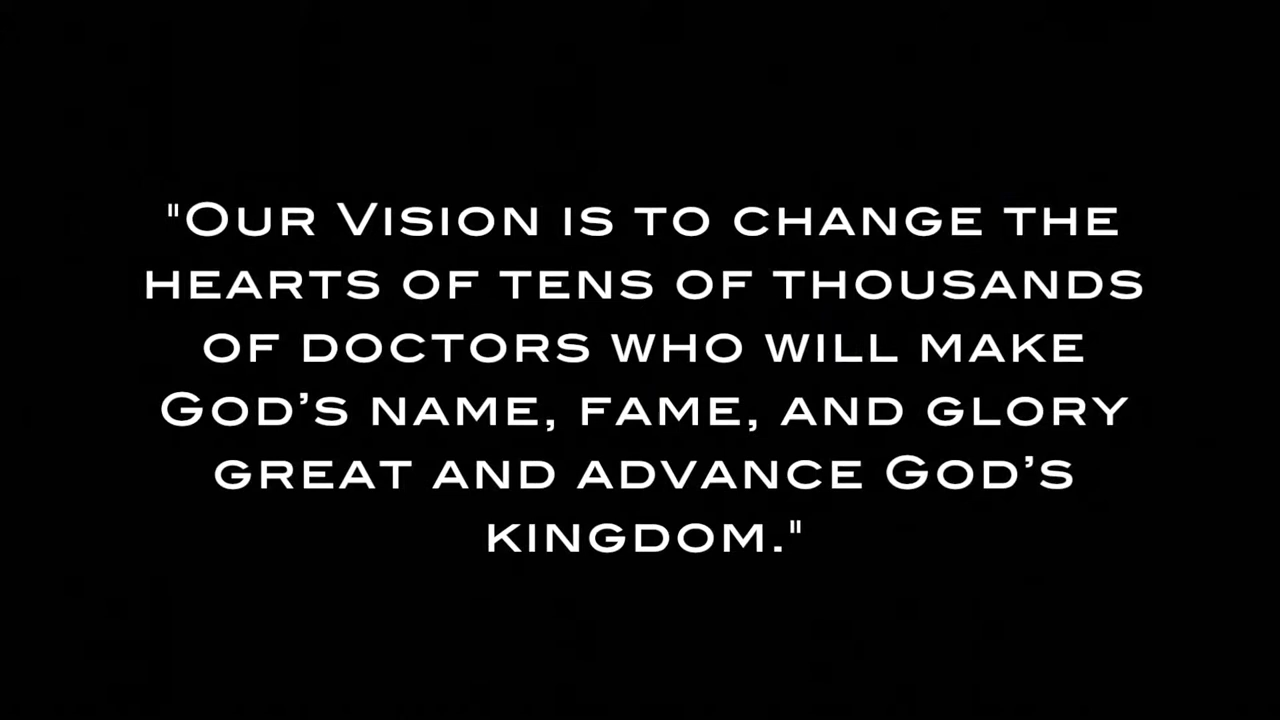 "Our Vision is to change the
hearts of tens of thousands
of doctors who will make
God’s name, fame, and glory
great and advance God’s
kingdom."